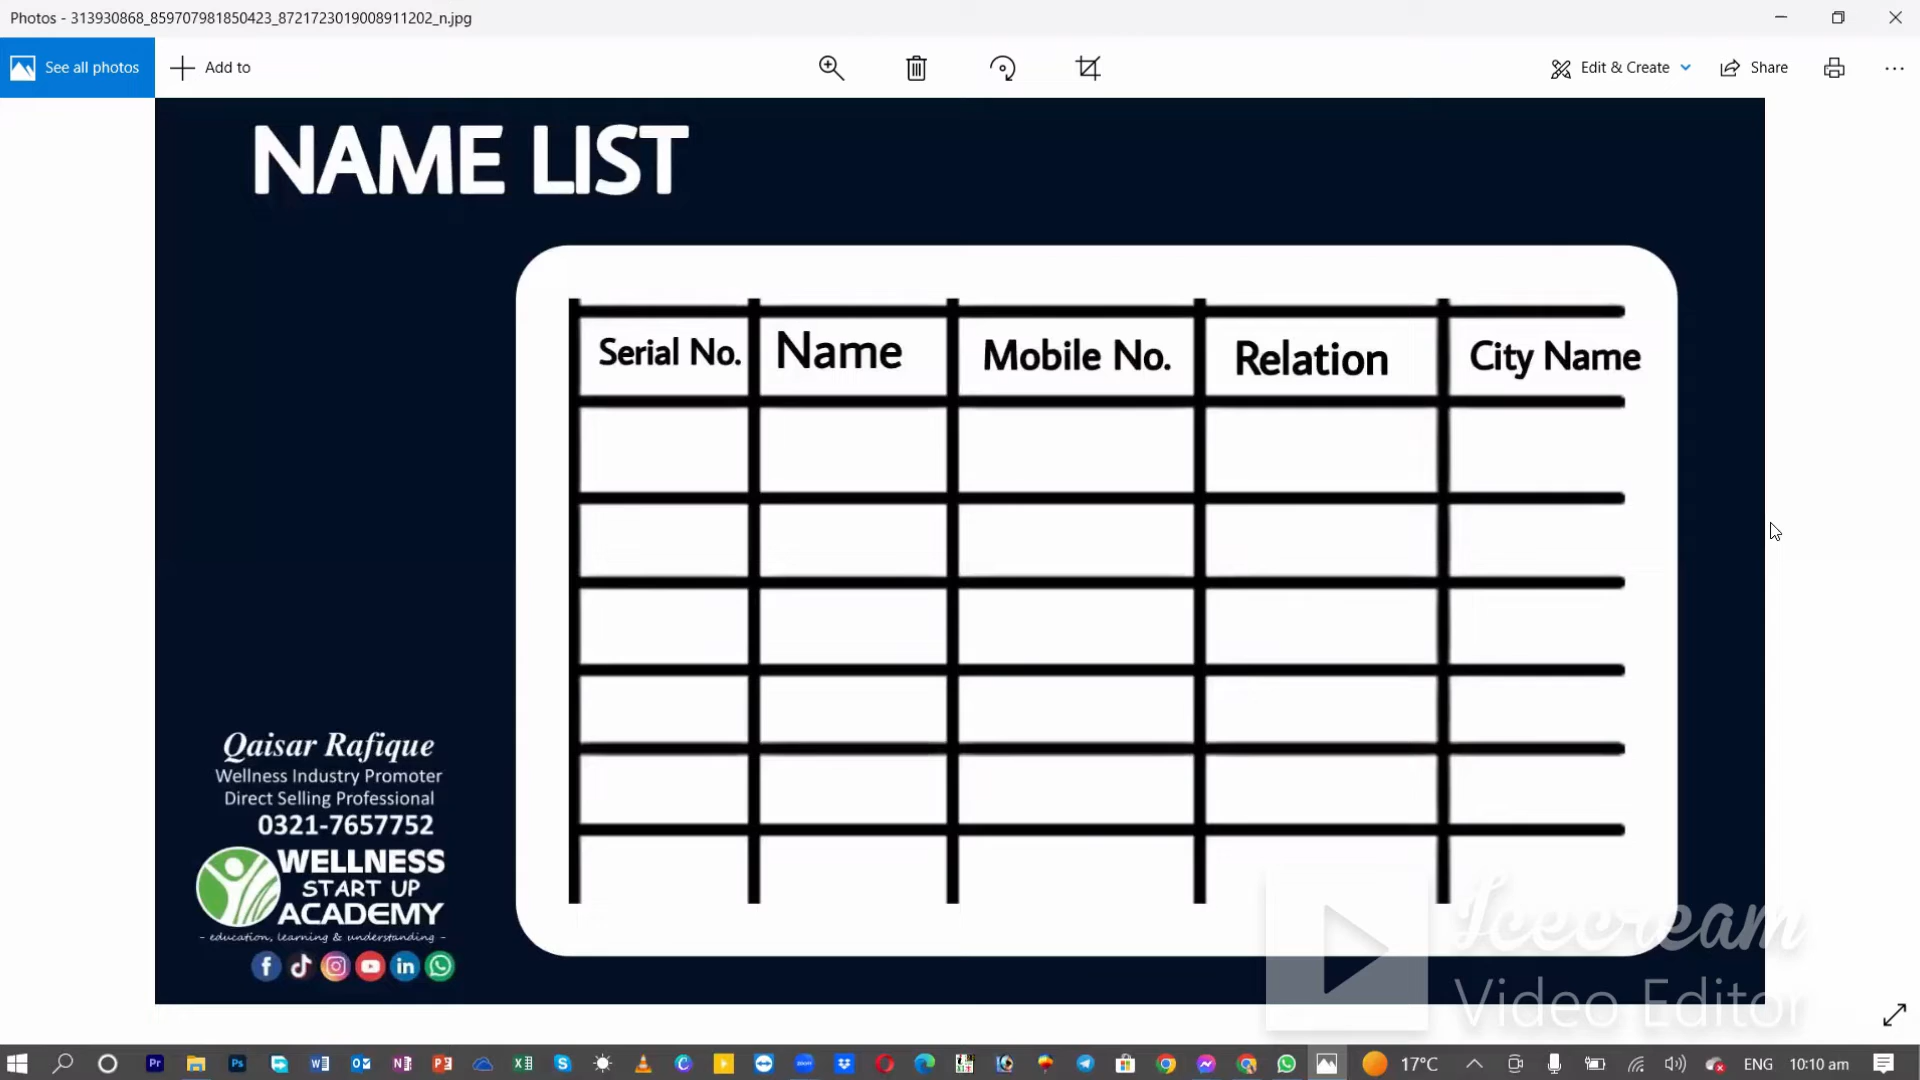 Photos - 313930868_859707981850423_8721723019008911202_n.jpg
See all photos
Add to
Edit & Create
Share
NAME LIST
Serial No.
Name
Mobile No.
Relation
City Name
Qaisar Rafique
Wellness Industry Promoter
Direct Selling Professional
0321-7657752
WELLNESS
START UP
ACADEMY
- education, learning & understanding -
Icecream
Video Editor
17°C
ENG
10:10 am